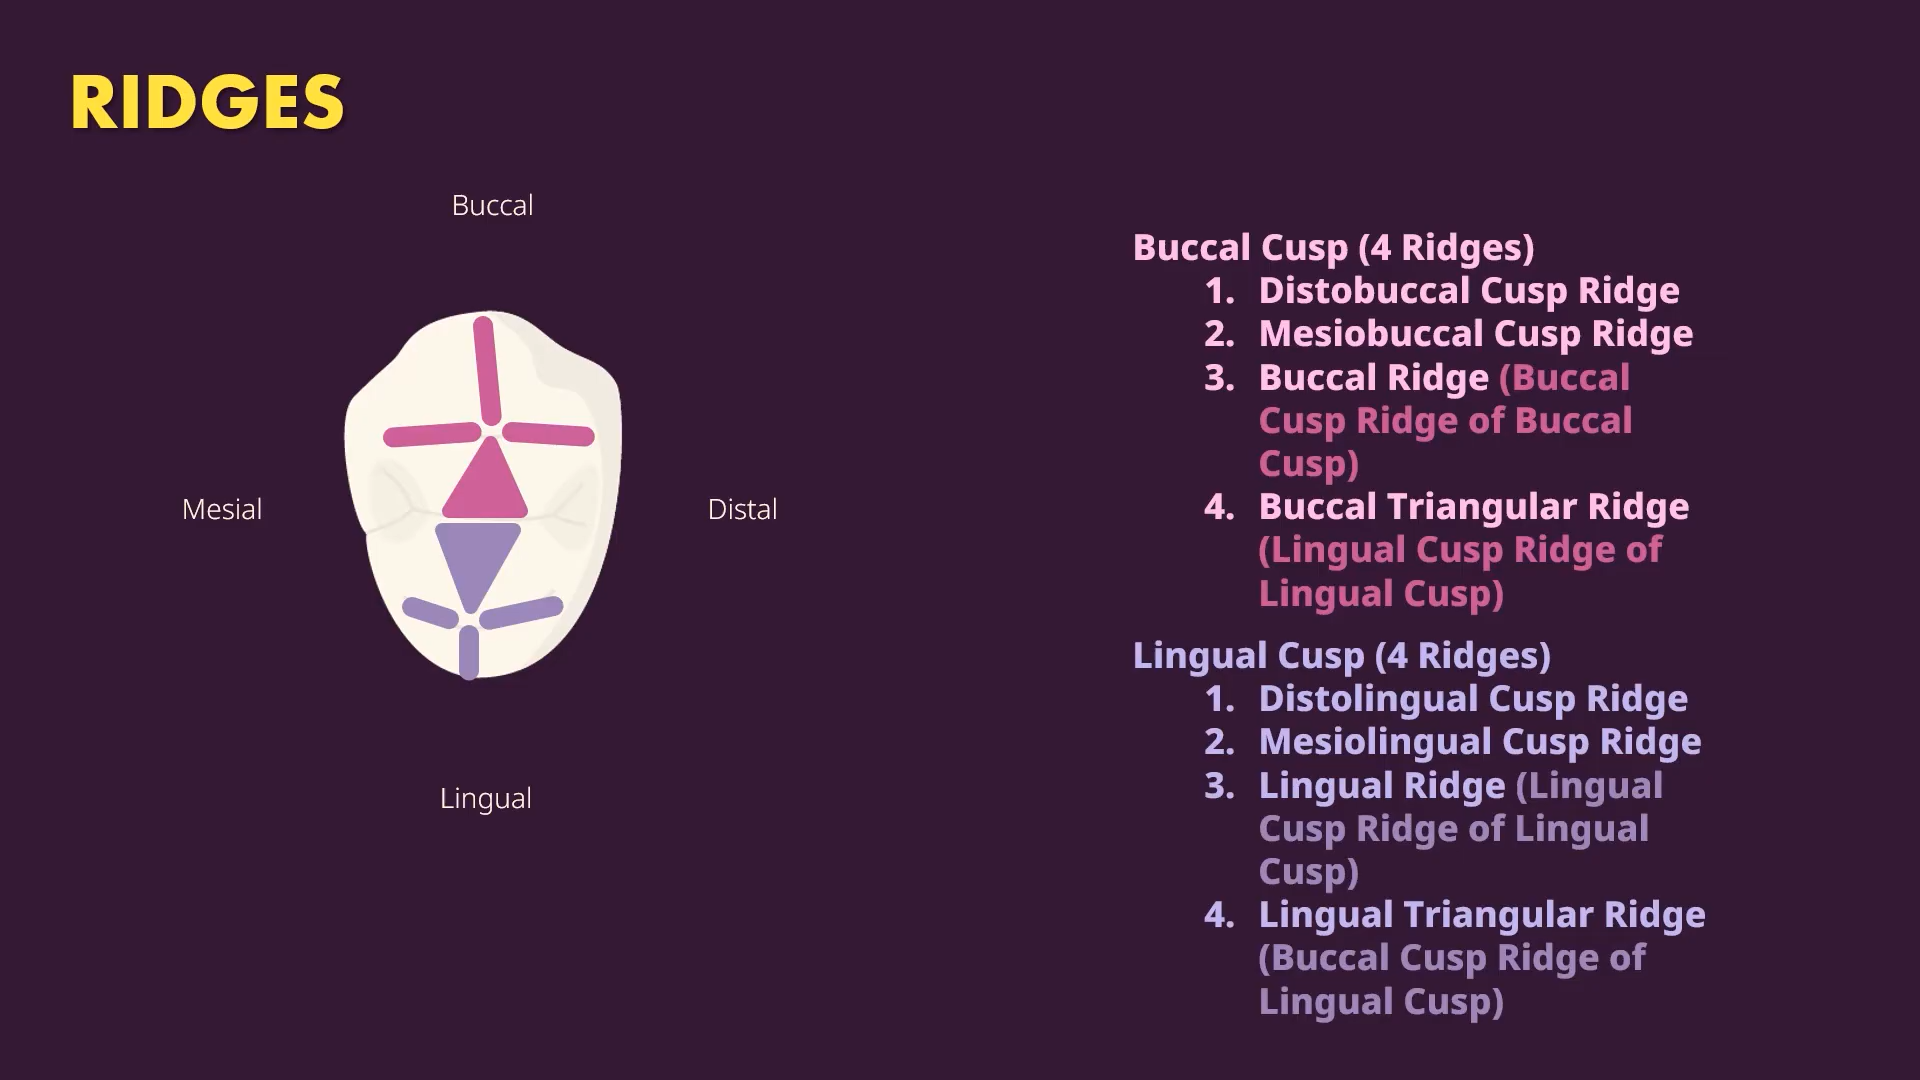 RIDGES
Buccal
Mesial
Distal
Lingual
Buccal Cusp (4 Ridges)
1. Distobuccal Cusp Ridge
2. Mesiobuccal Cusp Ridge
3. Buccal Ridge (Buccal
Cusp Ridge of Buccal
Cusp)
4. Buccal Triangular Ridge
(Lingual Cusp Ridge of
Lingual Cusp)
Lingual Cusp (4 Ridges)
1. Distolingual Cusp Ridge
2. Mesiolingual Cusp Ridge
3. Lingual Ridge (Lingual
Cusp Ridge of Lingual
Cusp)
4. Lingual Triangular Ridge
(Buccal Cusp Ridge of
Lingual Cusp)